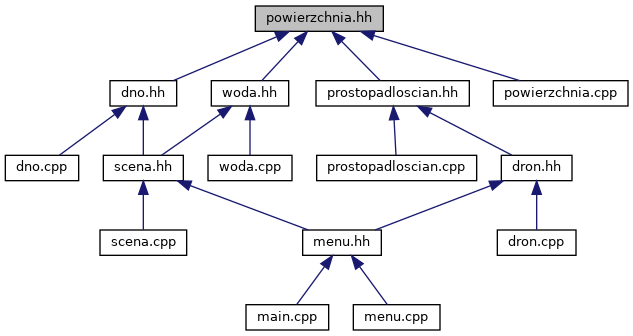 powierzchnia.hh
dno.hh
woda.hh
prostopadloscian.hh
powierzchnia.cpp
dno.cpp
scena.hh
woda.cpp
prostopadloscian.cpp
dron.hh
scena.cpp
menu.hh
dron.cpp
main.cpp
menu.cpp